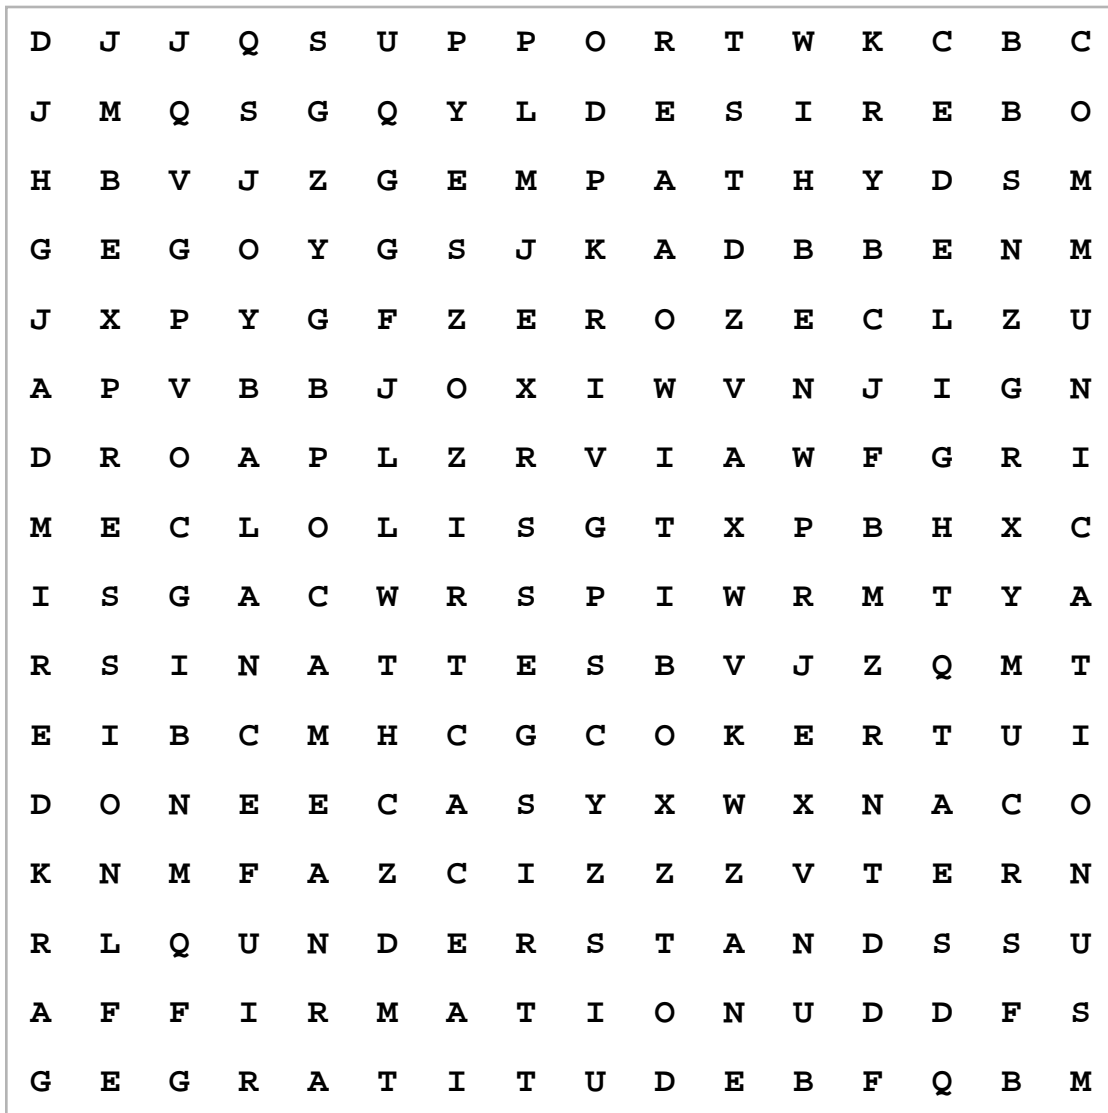 D J J Q S U P P O R T W K C B C
J M Q S G Q Y L D E S I R E B O
H B V J Z G E M P A T H Y D S M
G E G O Y G S J K A D B B E N M
J X P Y G F Z E R O Z E C L Z U
A P V B B J O X I W V N J I G N
D R O A P L Z R V I A W F G R I
M E C L O L I S G T X P B H X C
I S G A C W R S P I W R M T Y A
R S I N A T T E S B V J Z Q M T
E I B C M H C G C O K E R T U I
D O N E E C A S Y X W X N A C O
K N M F A Z C I Z Z Z V T E R N
R L Q U N D E R S T A N D S S U
A F F I R M A T I O N U D D F S
G E G R A T I T U D E B F Q B M